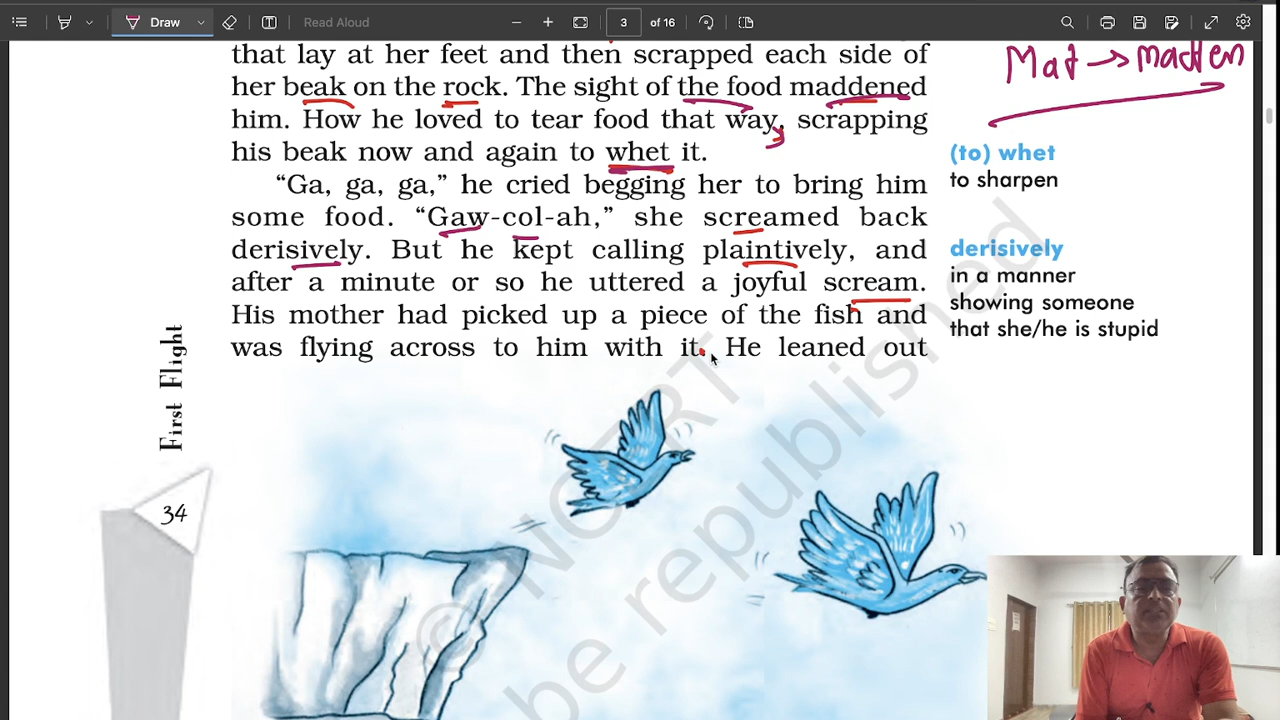 Draw
Read Aloud
3
of 16
that lay at her feet and then scrapped each side of
her beak on the rock. The sight of the food maddened
him. How he loved to tear food that way, scrapping
his beak now and again to whet it.
“Ga, ga, ga,” he cried begging her to bring him
some food. “Gaw-col-ah,” she screamed back
derisively. But he kept calling plaintively, and
after a minute or so he uttered a joyful scream.
His mother had picked up a piece of the fish and
was flying across to him with it. He leaned out
Mad → madden
(to) whet
to sharpen
derisively
in a manner
showing someone
that she/he is stupid
First Flight
34
© NCERT
be republished